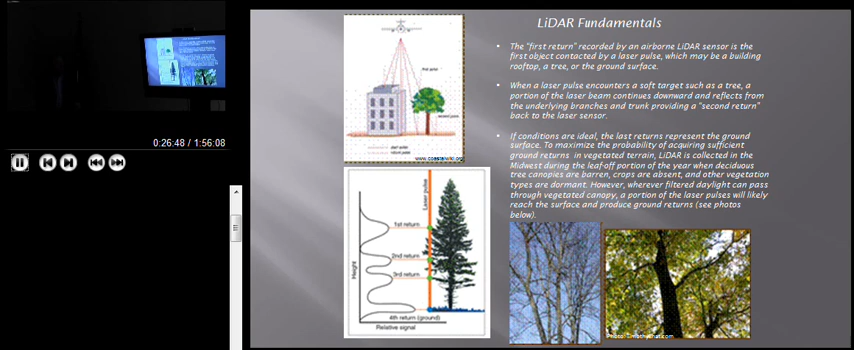 LiDAR Fundamentals
• The "first return" recorded by an airborne LiDAR sensor is the
first object contacted by a laser pulse, which may be a building
rooftop, a tree, or the ground surface.
• When a laser pulse encounters a soft target such as a tree, a
portion of the laser beam continues downward and reflects from
the underlying branches and trunk providing a "second return"
back to the laser sensor.
• If conditions are ideal, the last returns represent the ground
surface. To maximize the probability of acquiring sufficient
ground returns in vegetated terrain, LiDAR is collected in the
Midwest during the leaf-off portion of the year when deciduous
tree canopies are barren, crops are absent, and other vegetation
types are dormant. However, wherever filtered daylight can pass
through vegetated canopy, a portion of the laser pulses will likely
reach the surface and produce ground returns (see photos
below).
0:26:48 / 1:56:08
www.coastalwiki.org
Laser pulse
1st return
2nd return
3rd return
4th return (ground)
Height
Relative signal